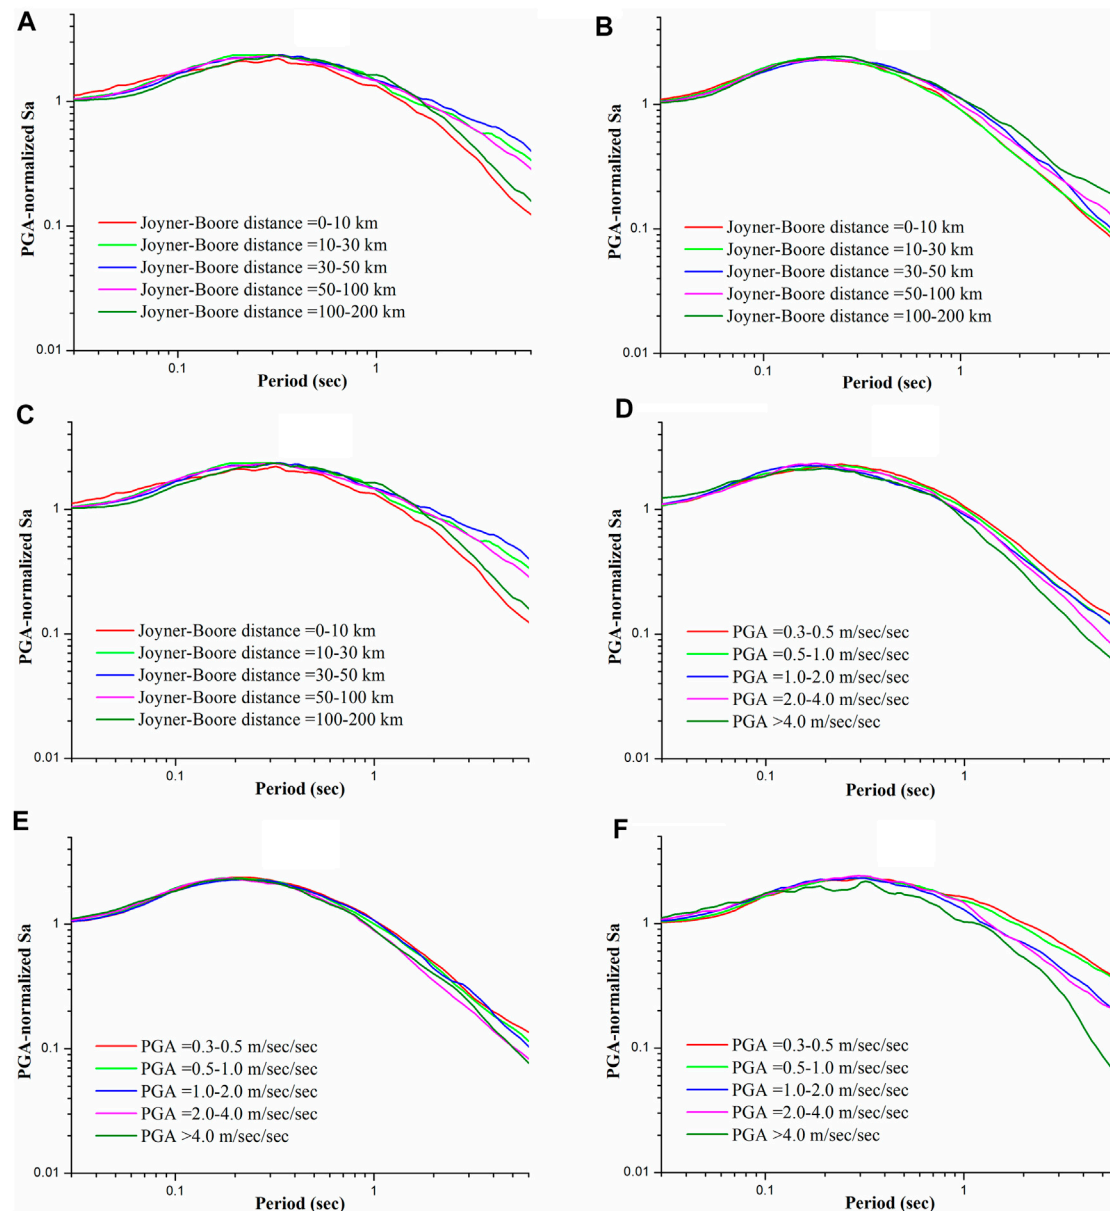 A
PGA-normalized Sa
1
0.1
0.01
Joyner-Boore distance =0-10 km
Joyner-Boore distance =10-30 km
Joyner-Boore distance =30-50 km
Joyner-Boore distance =50-100 km
Joyner-Boore distance =100-200 km
0.1
1
Period (sec)
B
PGA-normalized Sa
1
0.1
0.01
Joyner-Boore distance =0-10 km
Joyner-Boore distance =10-30 km
Joyner-Boore distance =30-50 km
Joyner-Boore distance =50-100 km
Joyner-Boore distance =100-200 km
0.1
1
Period (sec)
C
PGA-normalized Sa
1
0.1
0.01
Joyner-Boore distance =0-10 km
Joyner-Boore distance =10-30 km
Joyner-Boore distance =30-50 km
Joyner-Boore distance =50-100 km
Joyner-Boore distance =100-200 km
0.1
1
Period (sec)
D
PGA-normalized Sa
1
0.1
0.01
PGA =0.3-0.5 m/sec/sec
PGA =0.5-1.0 m/sec/sec
PGA =1.0-2.0 m/sec/sec
PGA =2.0-4.0 m/sec/sec
PGA >4.0 m/sec/sec
0.1
1
Period (sec)
E
PGA-normalized Sa
1
0.1
0.01
PGA =0.3-0.5 m/sec/sec
PGA =0.5-1.0 m/sec/sec
PGA =1.0-2.0 m/sec/sec
PGA =2.0-4.0 m/sec/sec
PGA >4.0 m/sec/sec
0.1
1
Period (sec)
F
PGA-normalized Sa
1
0.1
0.01
PGA =0.3-0.5 m/sec/sec
PGA =0.5-1.0 m/sec/sec
PGA =1.0-2.0 m/sec/sec
PGA =2.0-4.0 m/sec/sec
PGA >4.0 m/sec/sec
0.1
1
Period (sec)